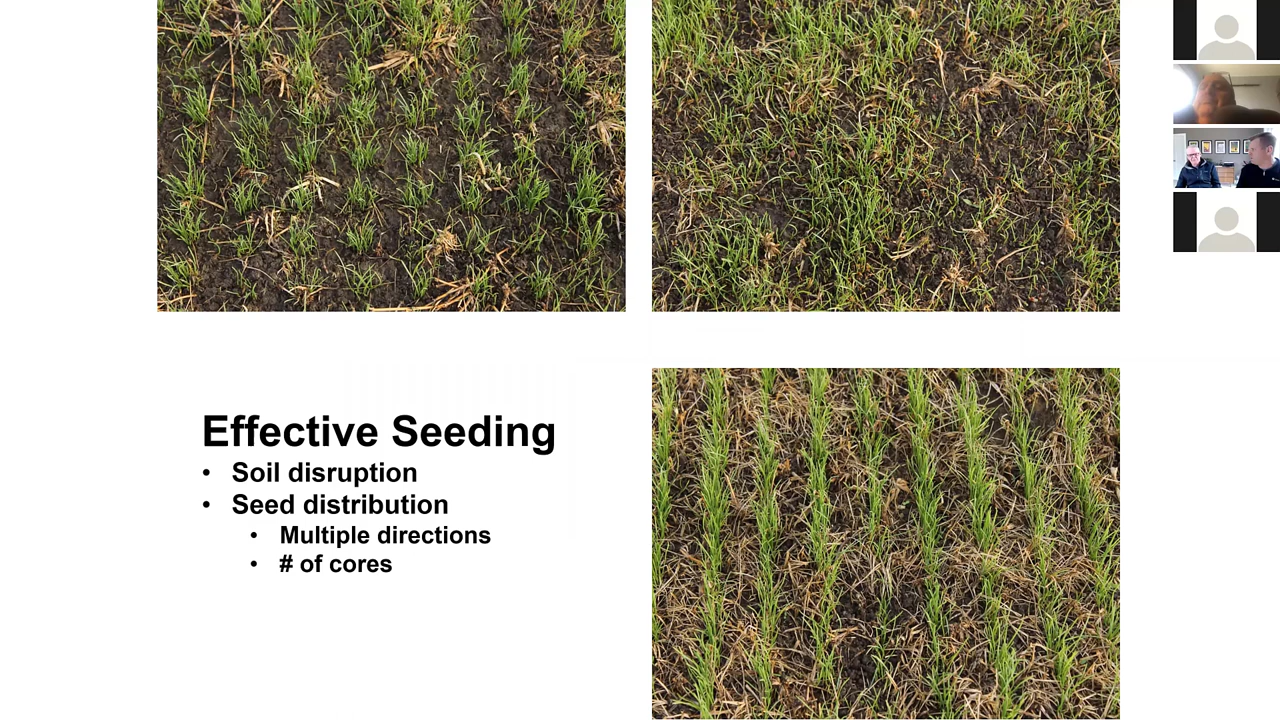 Effective Seeding
• Soil disruption
• Seed distribution
• Multiple directions
• # of cores